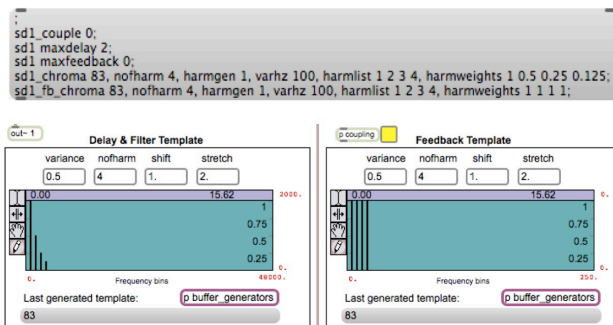 ;
sd1_couple 0;
sd1 maxdelay 2;
sd1 maxfeedback 0;
sd1_chroma 83, nofharm 4, harmgen 1, varhz 100, harmlist 1 2 3 4, harmweights 1 0.5 0.25 0.125;
sd1_fb_chroma 83, nofharm 4, harmgen 1, varhz 100, harmlist 1 2 3 4, harmweights 1 1 1 1;
out~ 1
Delay & Filter Template
variance nofharm shift stretch
0.5 4 1. 2.
0.00 15.62 2000.
1
0.75
0.5
0.25
0.
0. Frequency bins 48000.
Last generated template: p buffer_generators
83
p coupling
Feedback Template
variance nofharm shift stretch
0.5 4 1. 2.
0.00 15.62 0.
1
0.75
0.5
0.25
0.
0. Frequency bins 250.
Last generated template: p buffer_generators
83